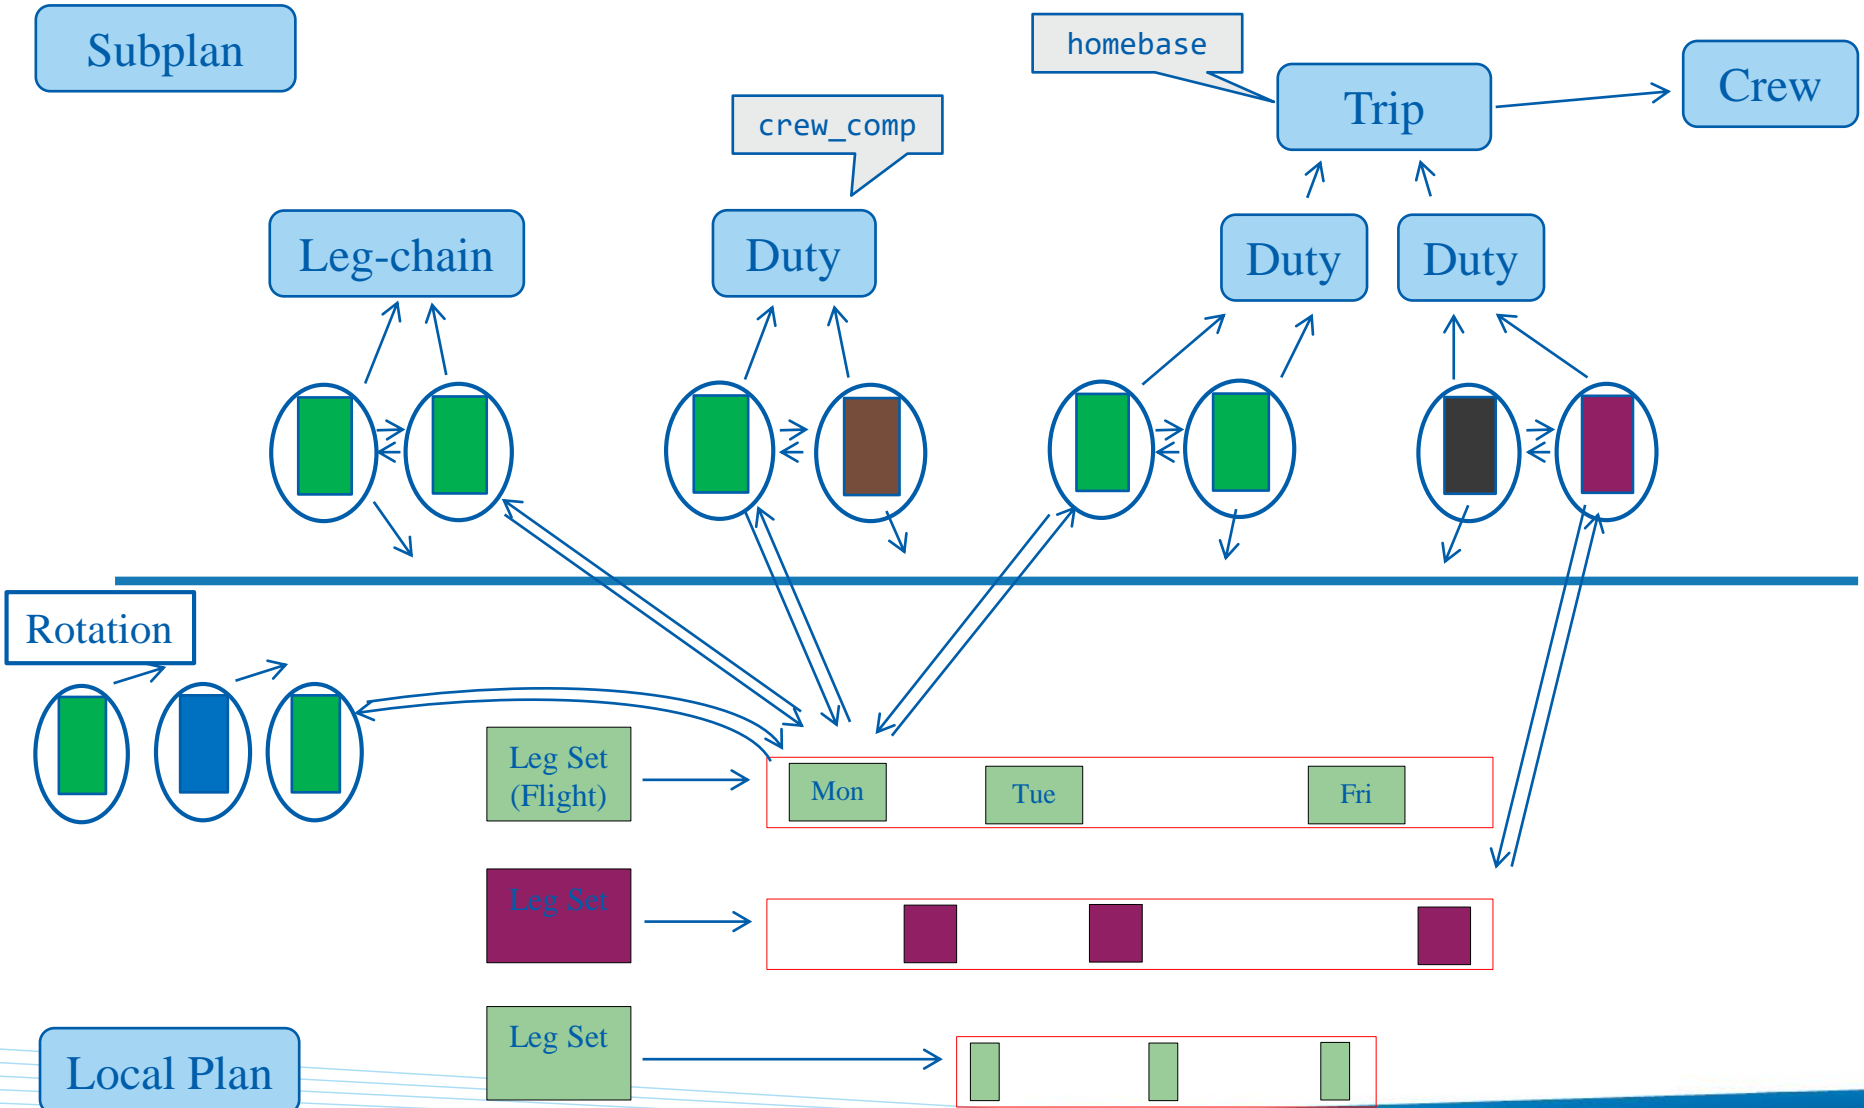 Subplan
homebase
Crew
Trip
crew_comp
Leg-chain
Duty
Duty
Duty
Rotation
Leg Set
(Flight)
Mon
Tue
Fri
Leg Set
Leg Set
Local Plan